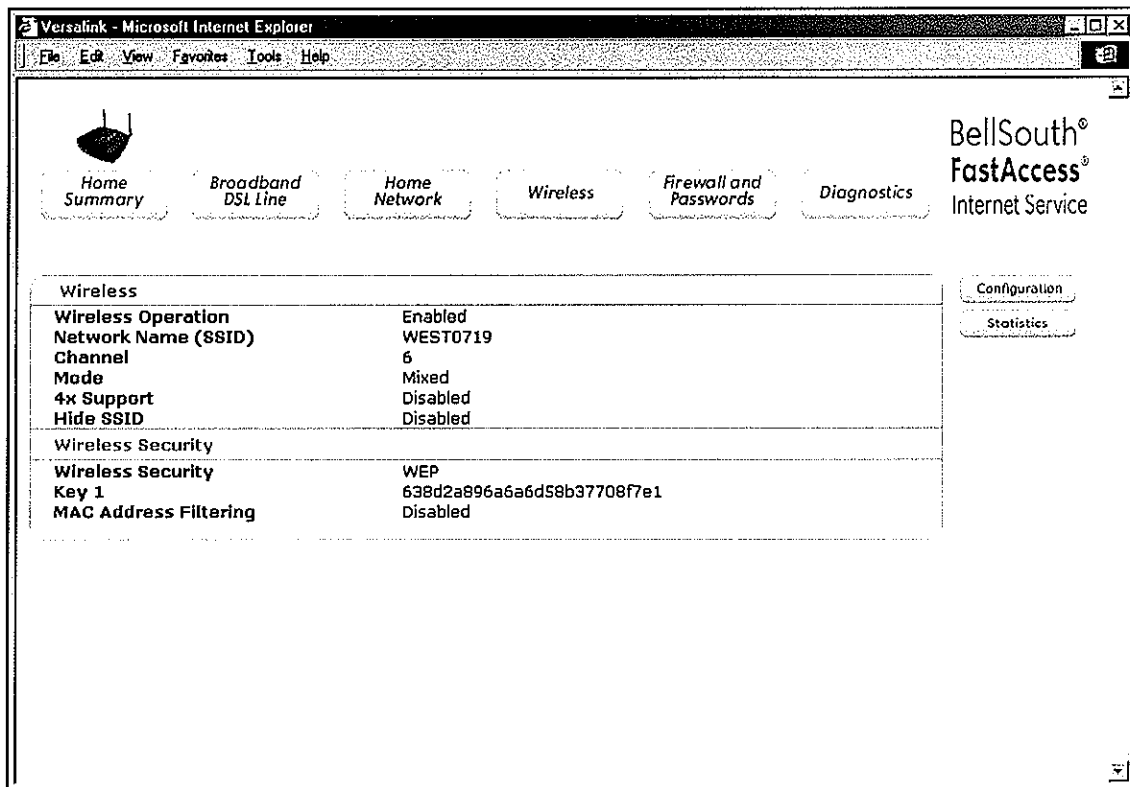 Versalink - Microsoft Internet Explorer
File Edit View Favorites Tools Help
BellSouth®
FastAccess®
Internet Service
Home Summary
Broadband DSL Line
Home Network
Wireless
Firewall and Passwords
Diagnostics
Configuration
Statistics
Wireless
Wireless Operation Enabled
Network Name (SSID) WEST0719
Channel 6
Mode Mixed
4x Support Disabled
Hide SSID Disabled
Wireless Security
Wireless Security WEP
Key 1 638d2a896a6a6d58b37708f7e1
MAC Address Filtering Disabled